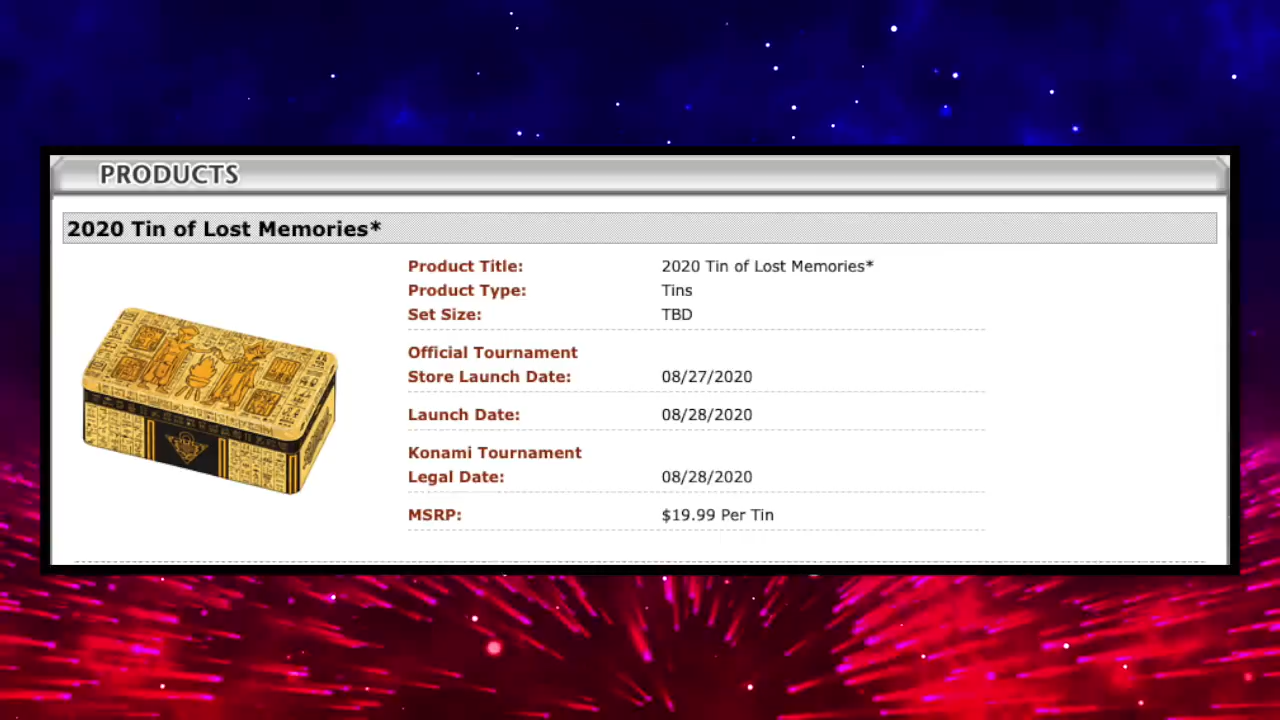 PRODUCTS
2020 Tin of Lost Memories*
Product Title: 2020 Tin of Lost Memories*
Product Type: Tins
Set Size: TBD
Official Tournament
Store Launch Date: 08/27/2020
Launch Date: 08/28/2020
Konami Tournament
Legal Date: 08/28/2020
MSRP: $19.99 Per Tin